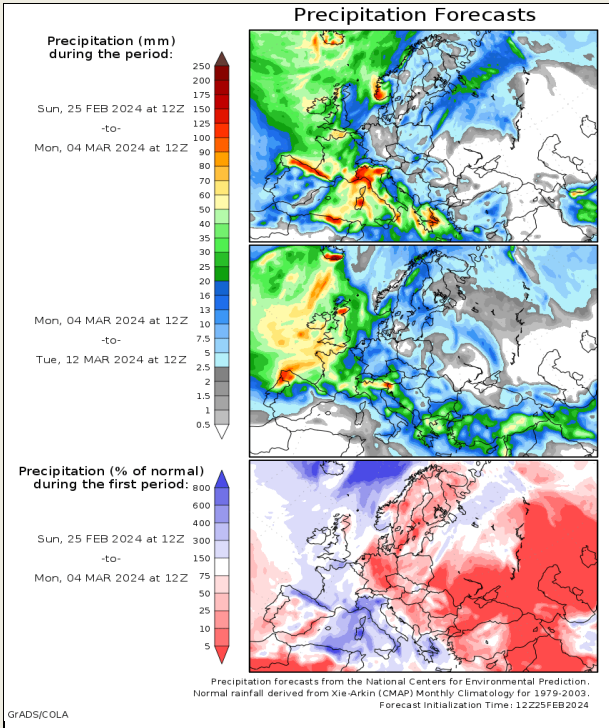 Precipitation Forecasts
Precipitation (mm)
during the period:
Sun, 25 FEB 2024 at 12Z
-to-
Mon, 04 MAR 2024 at 12Z
250
200
175
150
125
100
90
80
70
60
50
40
35
30
25
20
16
13
10
7.5
5
2.5
2
1.5
1
0.5
Mon, 04 MAR 2024 at 12Z
-to-
Tue, 12 MAR 2024 at 12Z
Precipitation (% of normal)
during the first period:
Sun, 25 FEB 2024 at 12Z
-to-
Mon, 04 MAR 2024 at 12Z
800
600
400
300
150
75
50
25
10
5
Precipitation forecasts from the National Centers for Environmental Prediction.
Normal rainfall derived from Xie-Arkin (CMAP) Monthly Climatology for 1979-2003.
Forecast Initialization Time: 12Z25FEB2024
GrADS/COLA